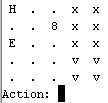 H . . x x
. . 8 x x
E . . x x
. . . v v
. . . v v
Action: